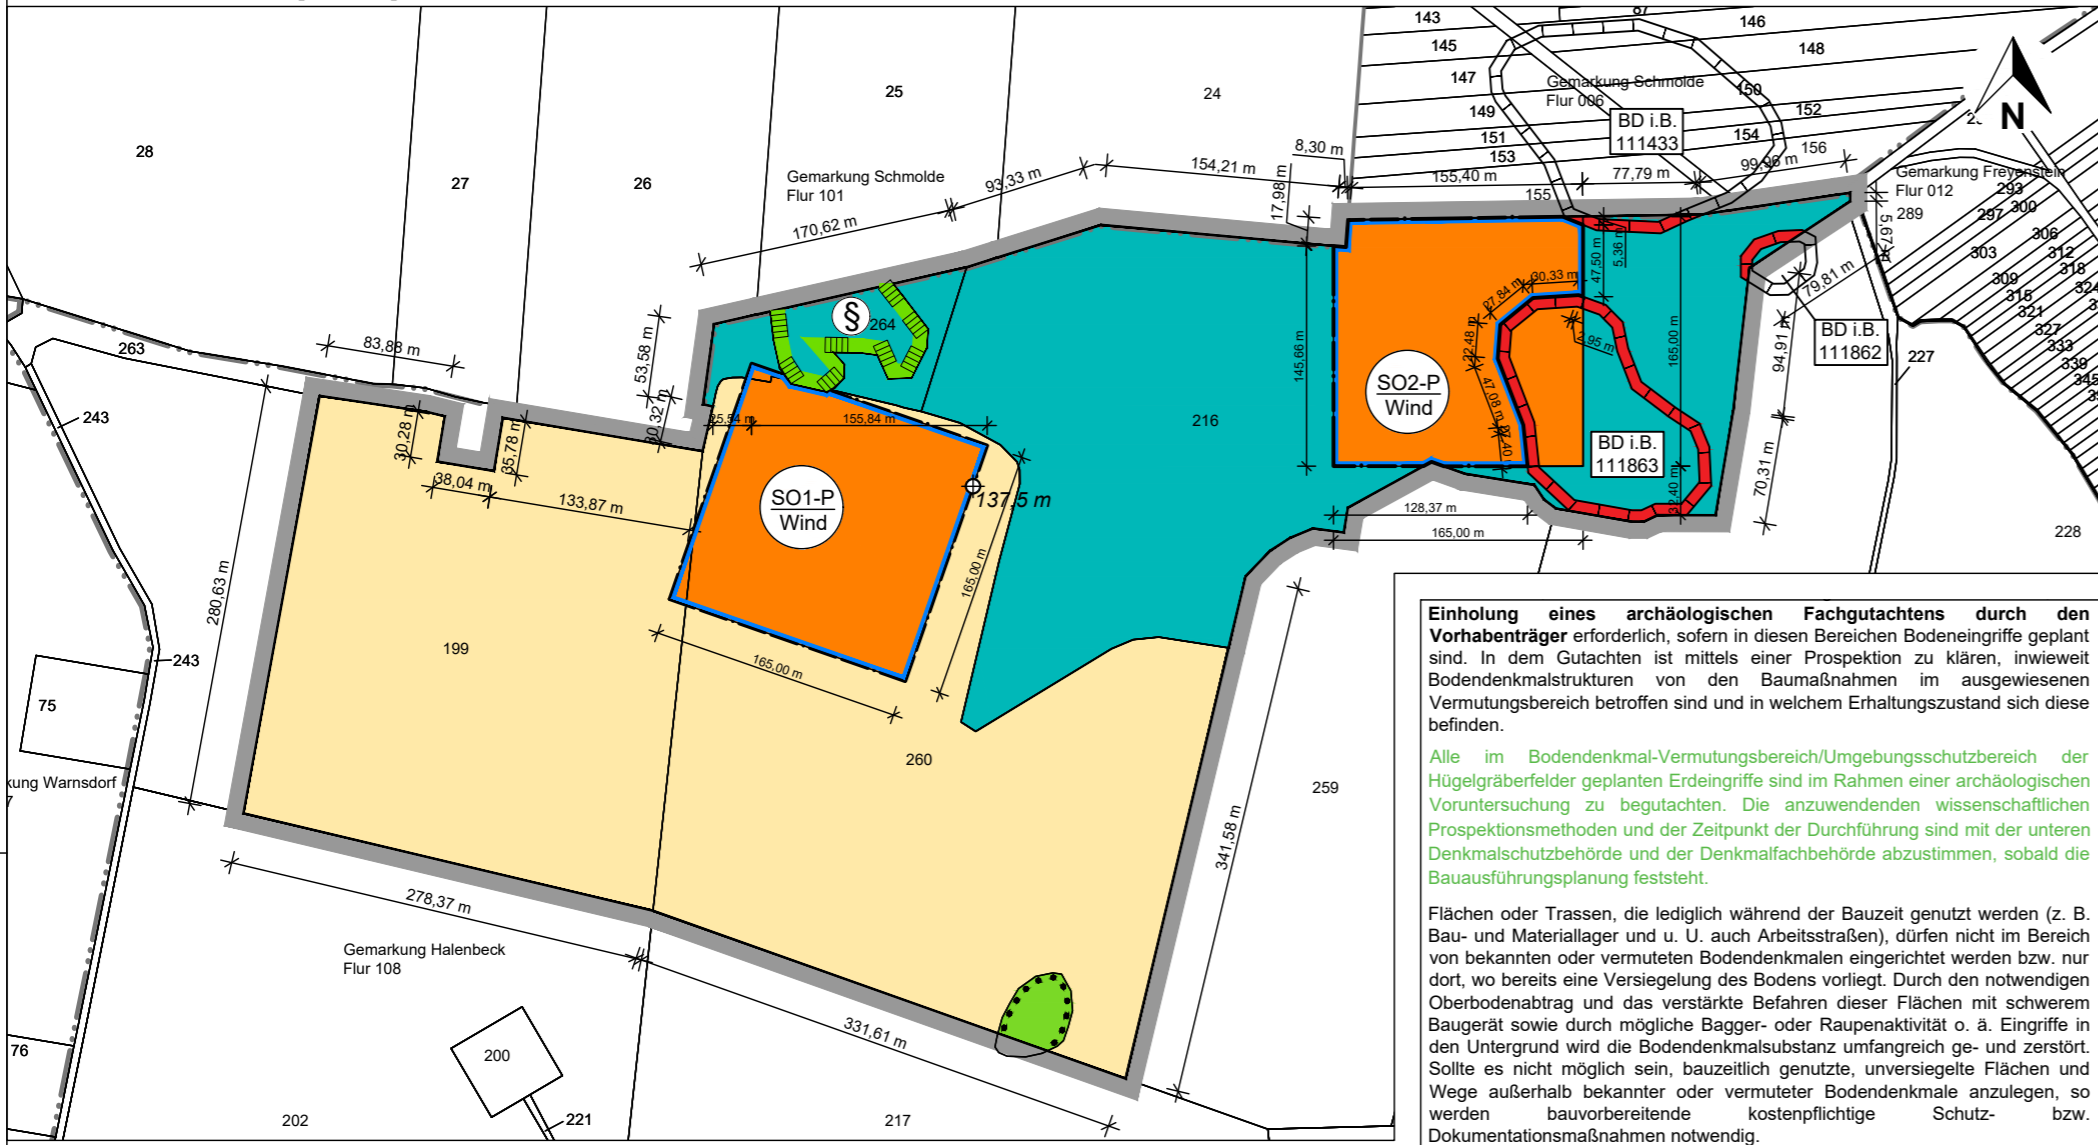 143
87
146
145
148
147
Gemarkung Schmolde
Flur 006
150
149
152
BD i.B.
111433
151
154
153
156
155
N
25
24
28
27
26
Gemarkung Schmolde
Flur 101
93,33 m
154,21 m
8,30 m
17,98 m
155,40 m
77,79 m
99,96 m
170,62 m
Gemarkung Freyenstein
Flur 012
293
289
297
300
306
303
312
309
318
315
324
321
327
333
339
345
5,67 m
79,81 m
BD i.B.
111862
227
228
94,91 m
70,31 m
47,50 m
5,36 m
30,33 m
27,84 m
22,48 m
2,95 m
165,00 m
145,66 m
47,08 m
32,40 m
SO2-P
Wind
BD i.B.
111863
128,37 m
165,00 m
§
264
216
263
83,88 m
53,58 m
30,32 m
25,54 m
155,84 m
243
30,28 m
35,78 m
38,04 m
133,87 m
SO1-P
Wind
137,5 m
165,00 m
165,00 m
280,63 m
199
243
75
kung Warnsdorf
7
260
259
341,58 m
278,37 m
Gemarkung Halenbeck
Flur 108
331,61 m
76
200
202
221
217
Einholung eines archäologischen Fachgutachtens durch den
Vorhabenträger erforderlich, sofern in diesen Bereichen Bodeneingriffe geplant
sind. In dem Gutachten ist mittels einer Prospektion zu klären, inwieweit
Bodendenkmalstrukturen von den Baumaßnahmen im ausgewiesenen
Vermutungsbereich betroffen sind und in welchem Erhaltungszustand sich diese
befinden.
Alle im Bodendenkmal-Vermutungsbereich/Umgebungsschutzbereich der
Hügelgräberfelder geplanten Erdeingriffe sind im Rahmen einer archäologischen
Voruntersuchung zu begutachten. Die anzuwendenden wissenschaftlichen
Prospektionsmethoden und der Zeitpunkt der Durchführung sind mit der unteren
Denkmalschutzbehörde und der Denkmalfachbehörde abzustimmen, sobald die
Bauausführungsplanung feststeht.
Flächen oder Trassen, die lediglich während der Bauzeit genutzt werden (z. B.
Bau- und Materiallager und u. U. auch Arbeitsstraßen), dürfen nicht im Bereich
von bekannten oder vermuteten Bodendenkmalen eingerichtet werden bzw. nur
dort, wo bereits eine Versiegelung des Bodens vorliegt. Durch den notwendigen
Oberbodenabtrag und das verstärkte Befahren dieser Flächen mit schwerem
Baugerät sowie durch mögliche Bagger- oder Raupenaktivität o. ä. Eingriffe in
den Untergrund wird die Bodendenkmalsubstanz umfangreich ge- und zerstört.
Sollte es nicht möglich sein, bauzeitlich genutzte, unversiegelte Flächen und
Wege außerhalb bekannter oder vermuteter Bodendenkmale anzulegen, so
werden bauvorbereitende kostenpflichtige Schutz- bzw.
Dokumentationsmaßnahmen notwendig.